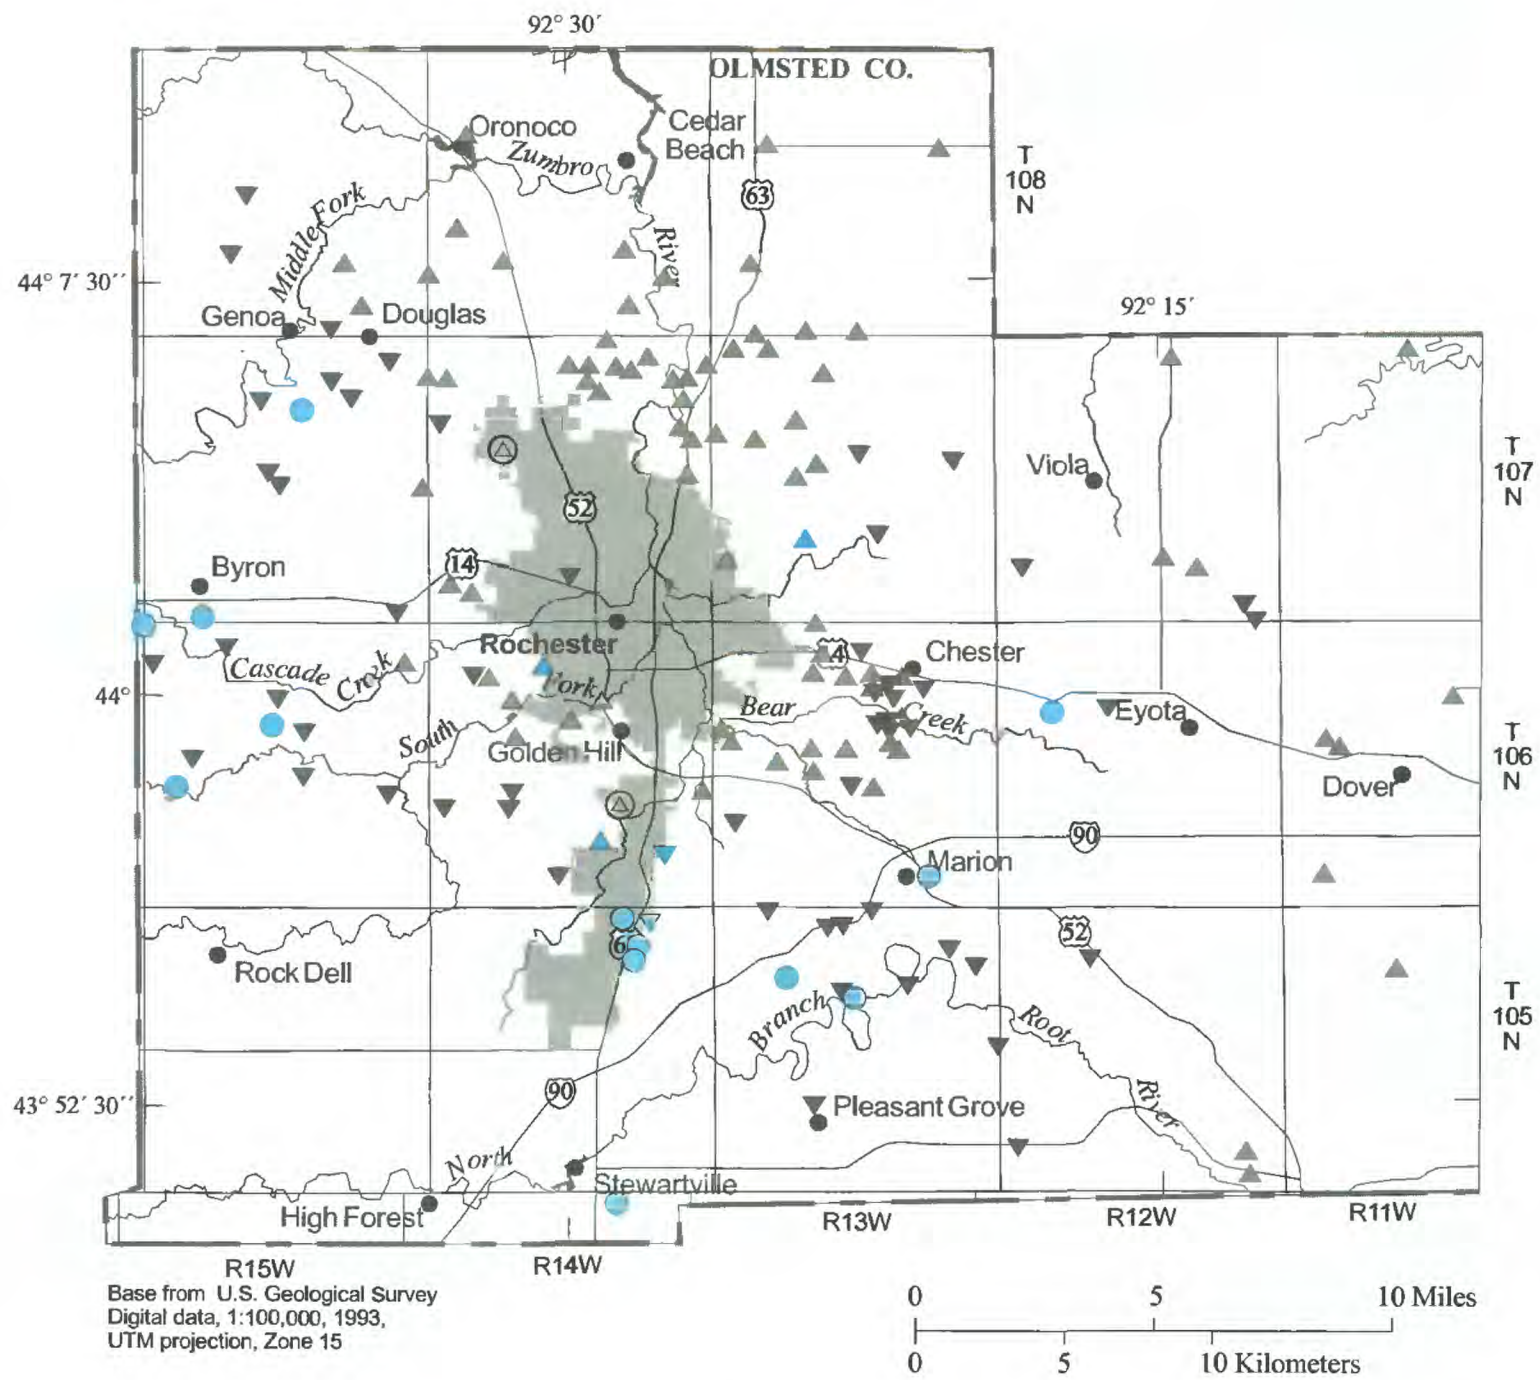 92° 30′
OLMSTED CO.
Oronoco
Cedar
Beach
Zumbro
T
108
N
63
Middle Fork
River
44° 7′ 30″
92° 15′
Genoa
Douglas
T
107
N
Viola
52
14
Byron
Rochester
Cascade Creek
4
Chester
44°
Fork
Bear
Creek
Eyota
South
Golden Hill
T
106
N
Dover
90
Marion
52
6
Rock Dell
T
105
N
Branch
Root
River
90
43° 52′ 30″
Pleasant Grove
North
Stewartville
High Forest
R13W
R12W
R11W
R15W
R14W
Base from U.S. Geological Survey
Digital data, 1:100,000, 1993,
UTM projection, Zone 15
0 5 10 Miles
0 5 10 Kilometers